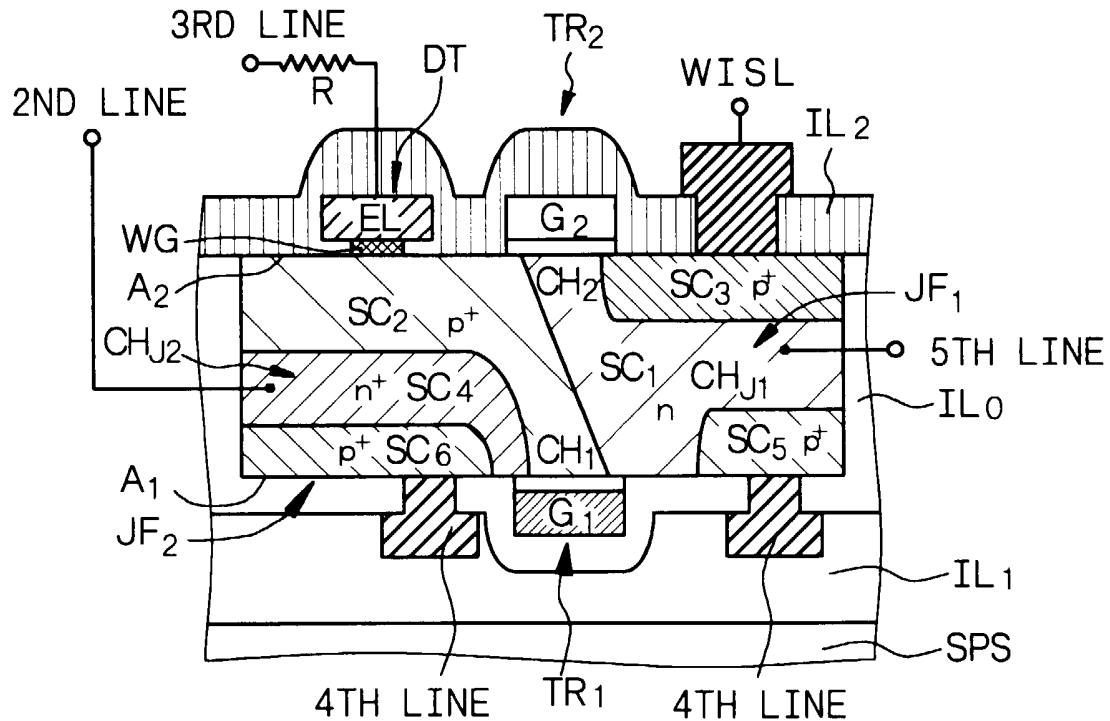 3RD LINE
TR2
DT
R
WISL
2ND LINE
IL2
EL
G2
WG
A2
CH2
SC3 p+
SC2 p+
JF1
CHJ2
5TH LINE
SC1
n+ SC4
CHJ1
n
IL0
p+ SC6
CH1
SC5 p+
A1
G1
JF2
IL1
SPS
4TH LINE
TR1
4TH LINE